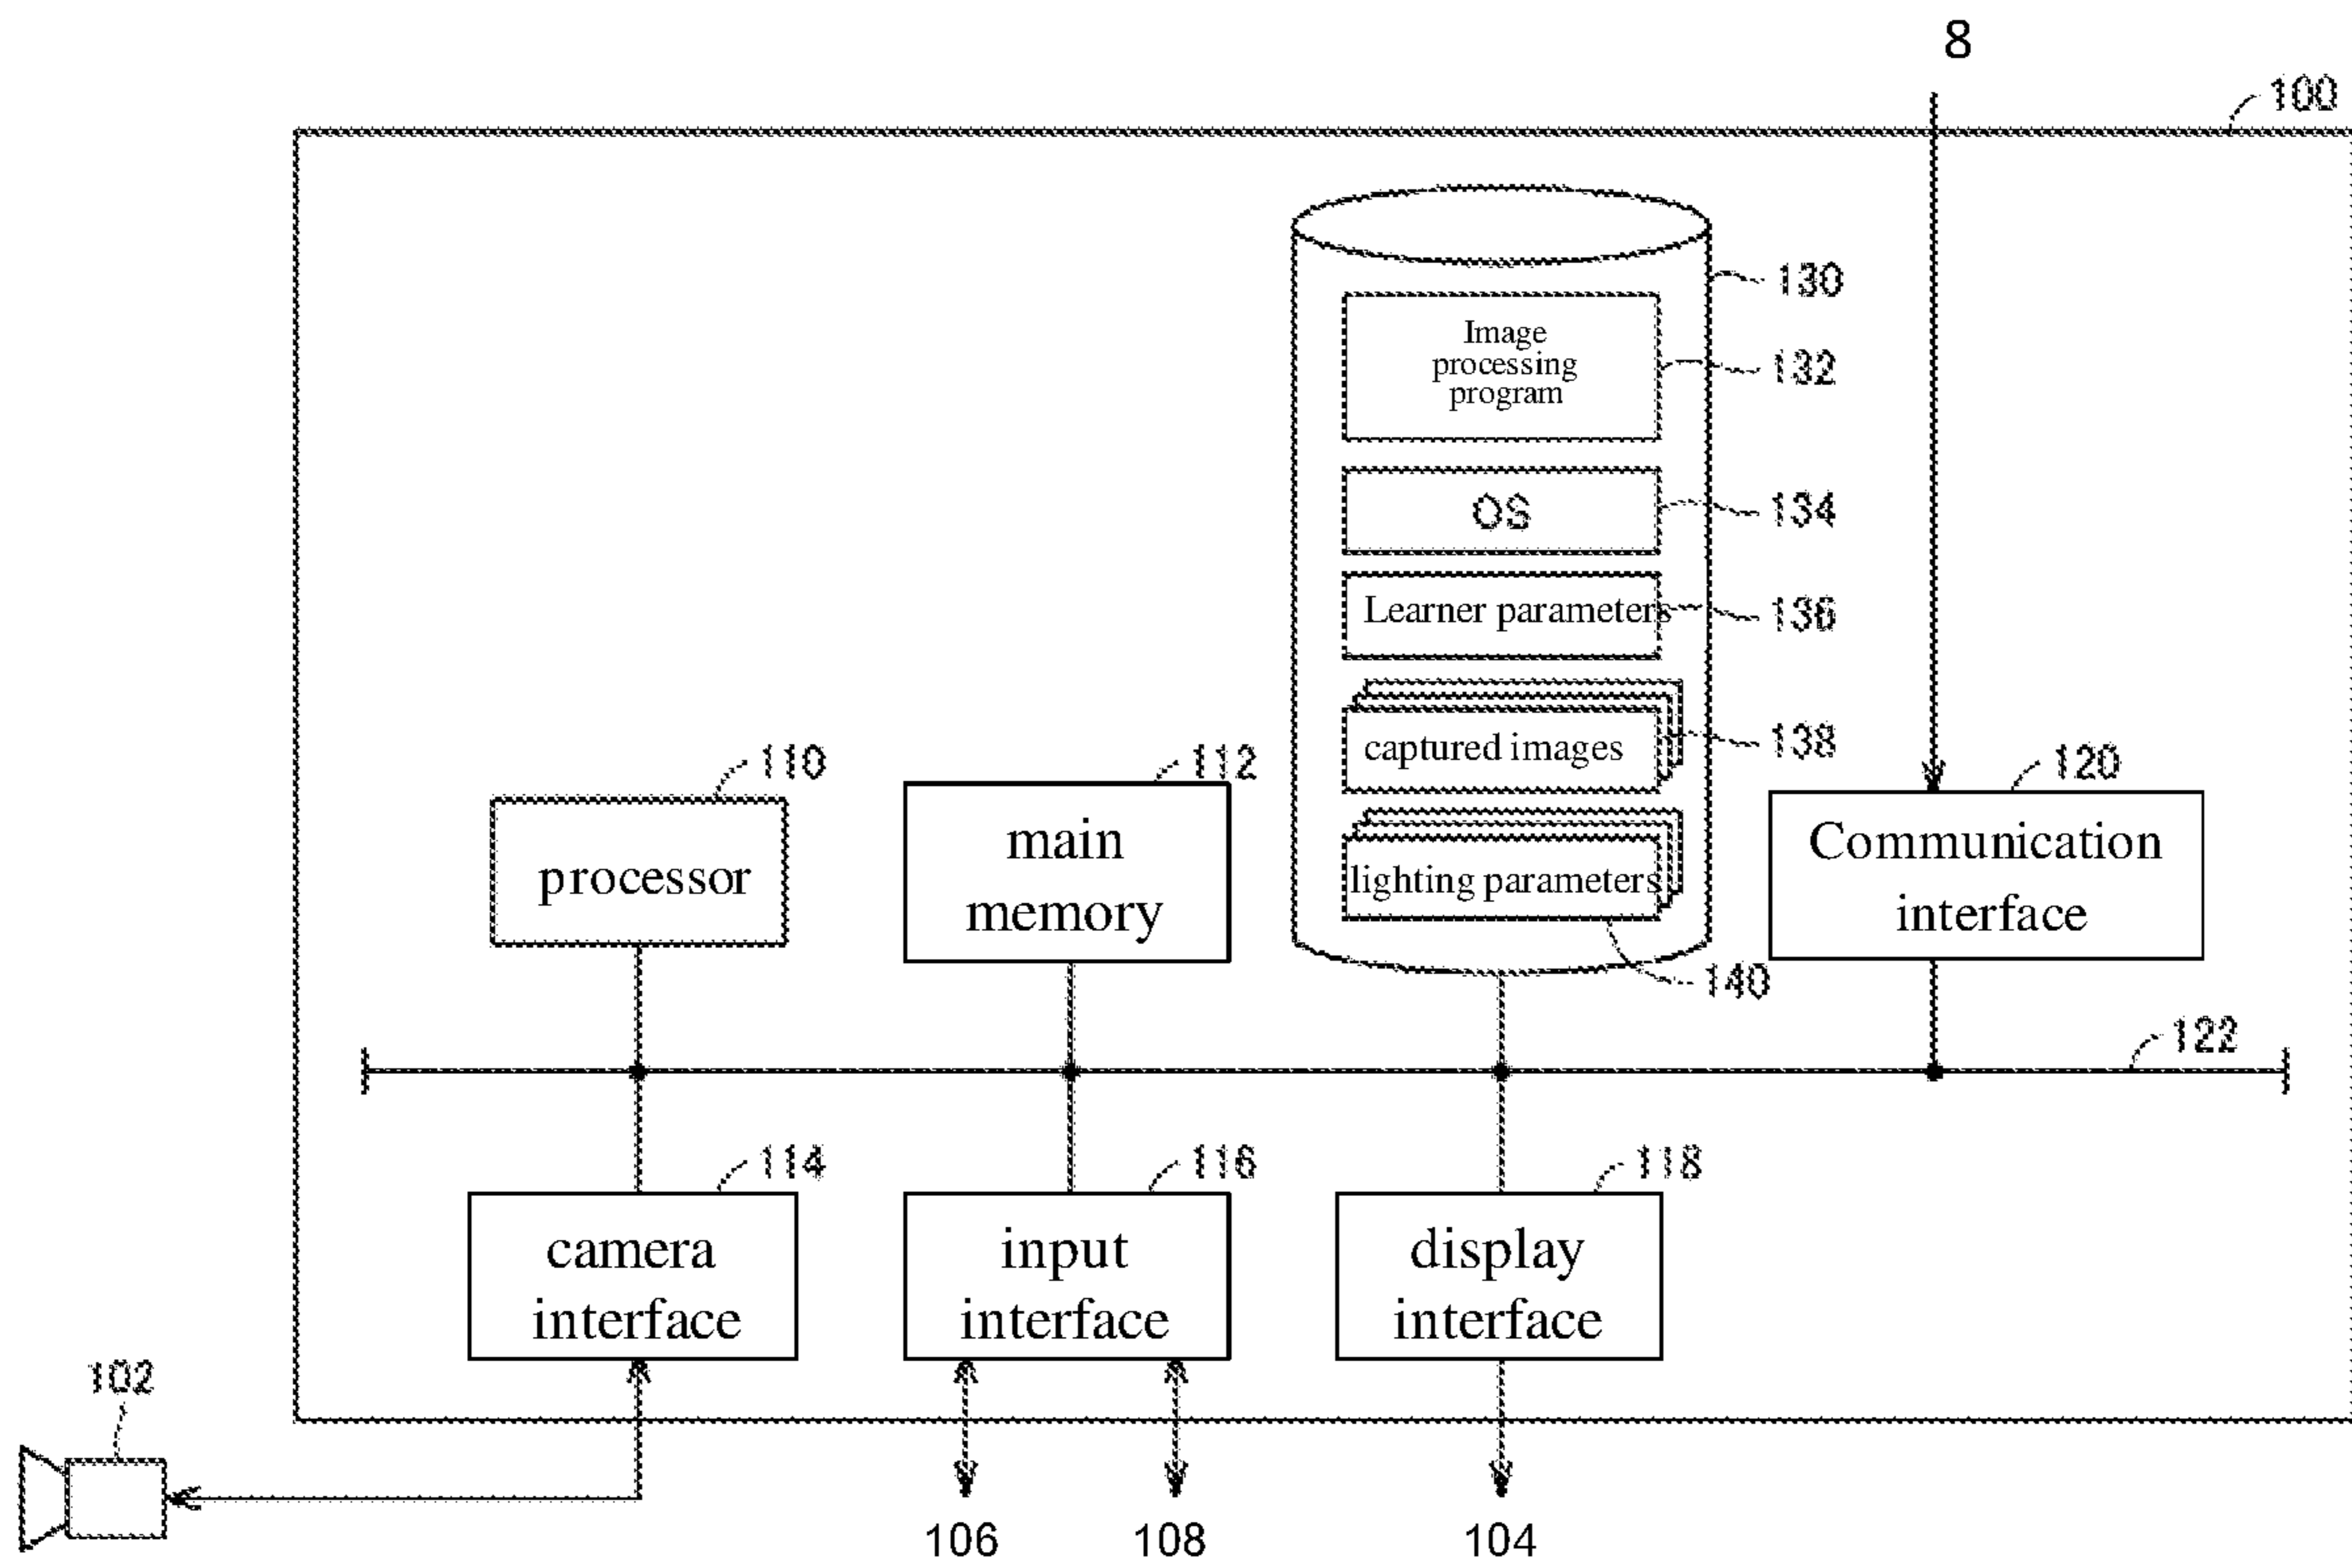 8
100
130
Image
processing
program
132
OS
134
Learner parameters
136
captured images
138
lighting parameters
140
110
processor
112
main
memory
120
Communication
interface
122
114
camera
interface
116
input
interface
118
display
interface
102
106
108
104